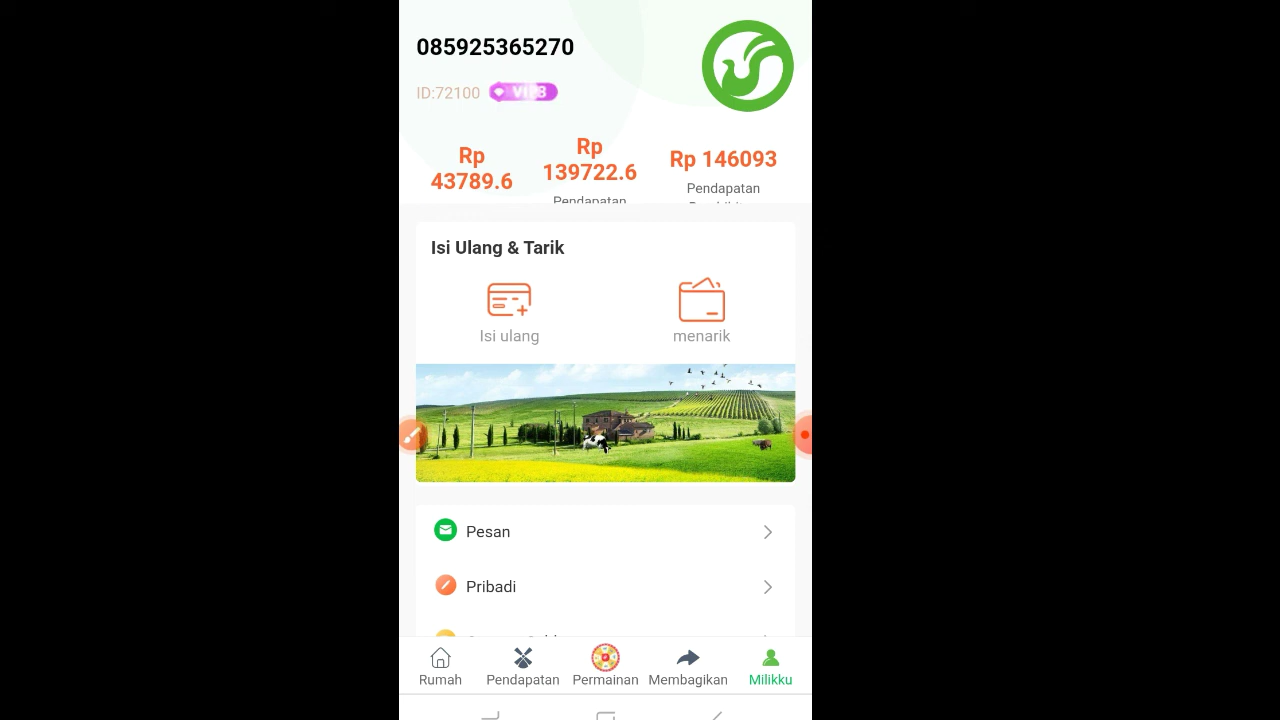 085925365270
ID:72100
Rp
43789.6
Rp
139722.6
Pendapatan
Rp 146093
Pendapatan
Isi Ulang & Tarik
Isi ulang
menarik
Pesan
Pribadi
Rumah
Pendapatan
Permainan
Membagikan
Milikku